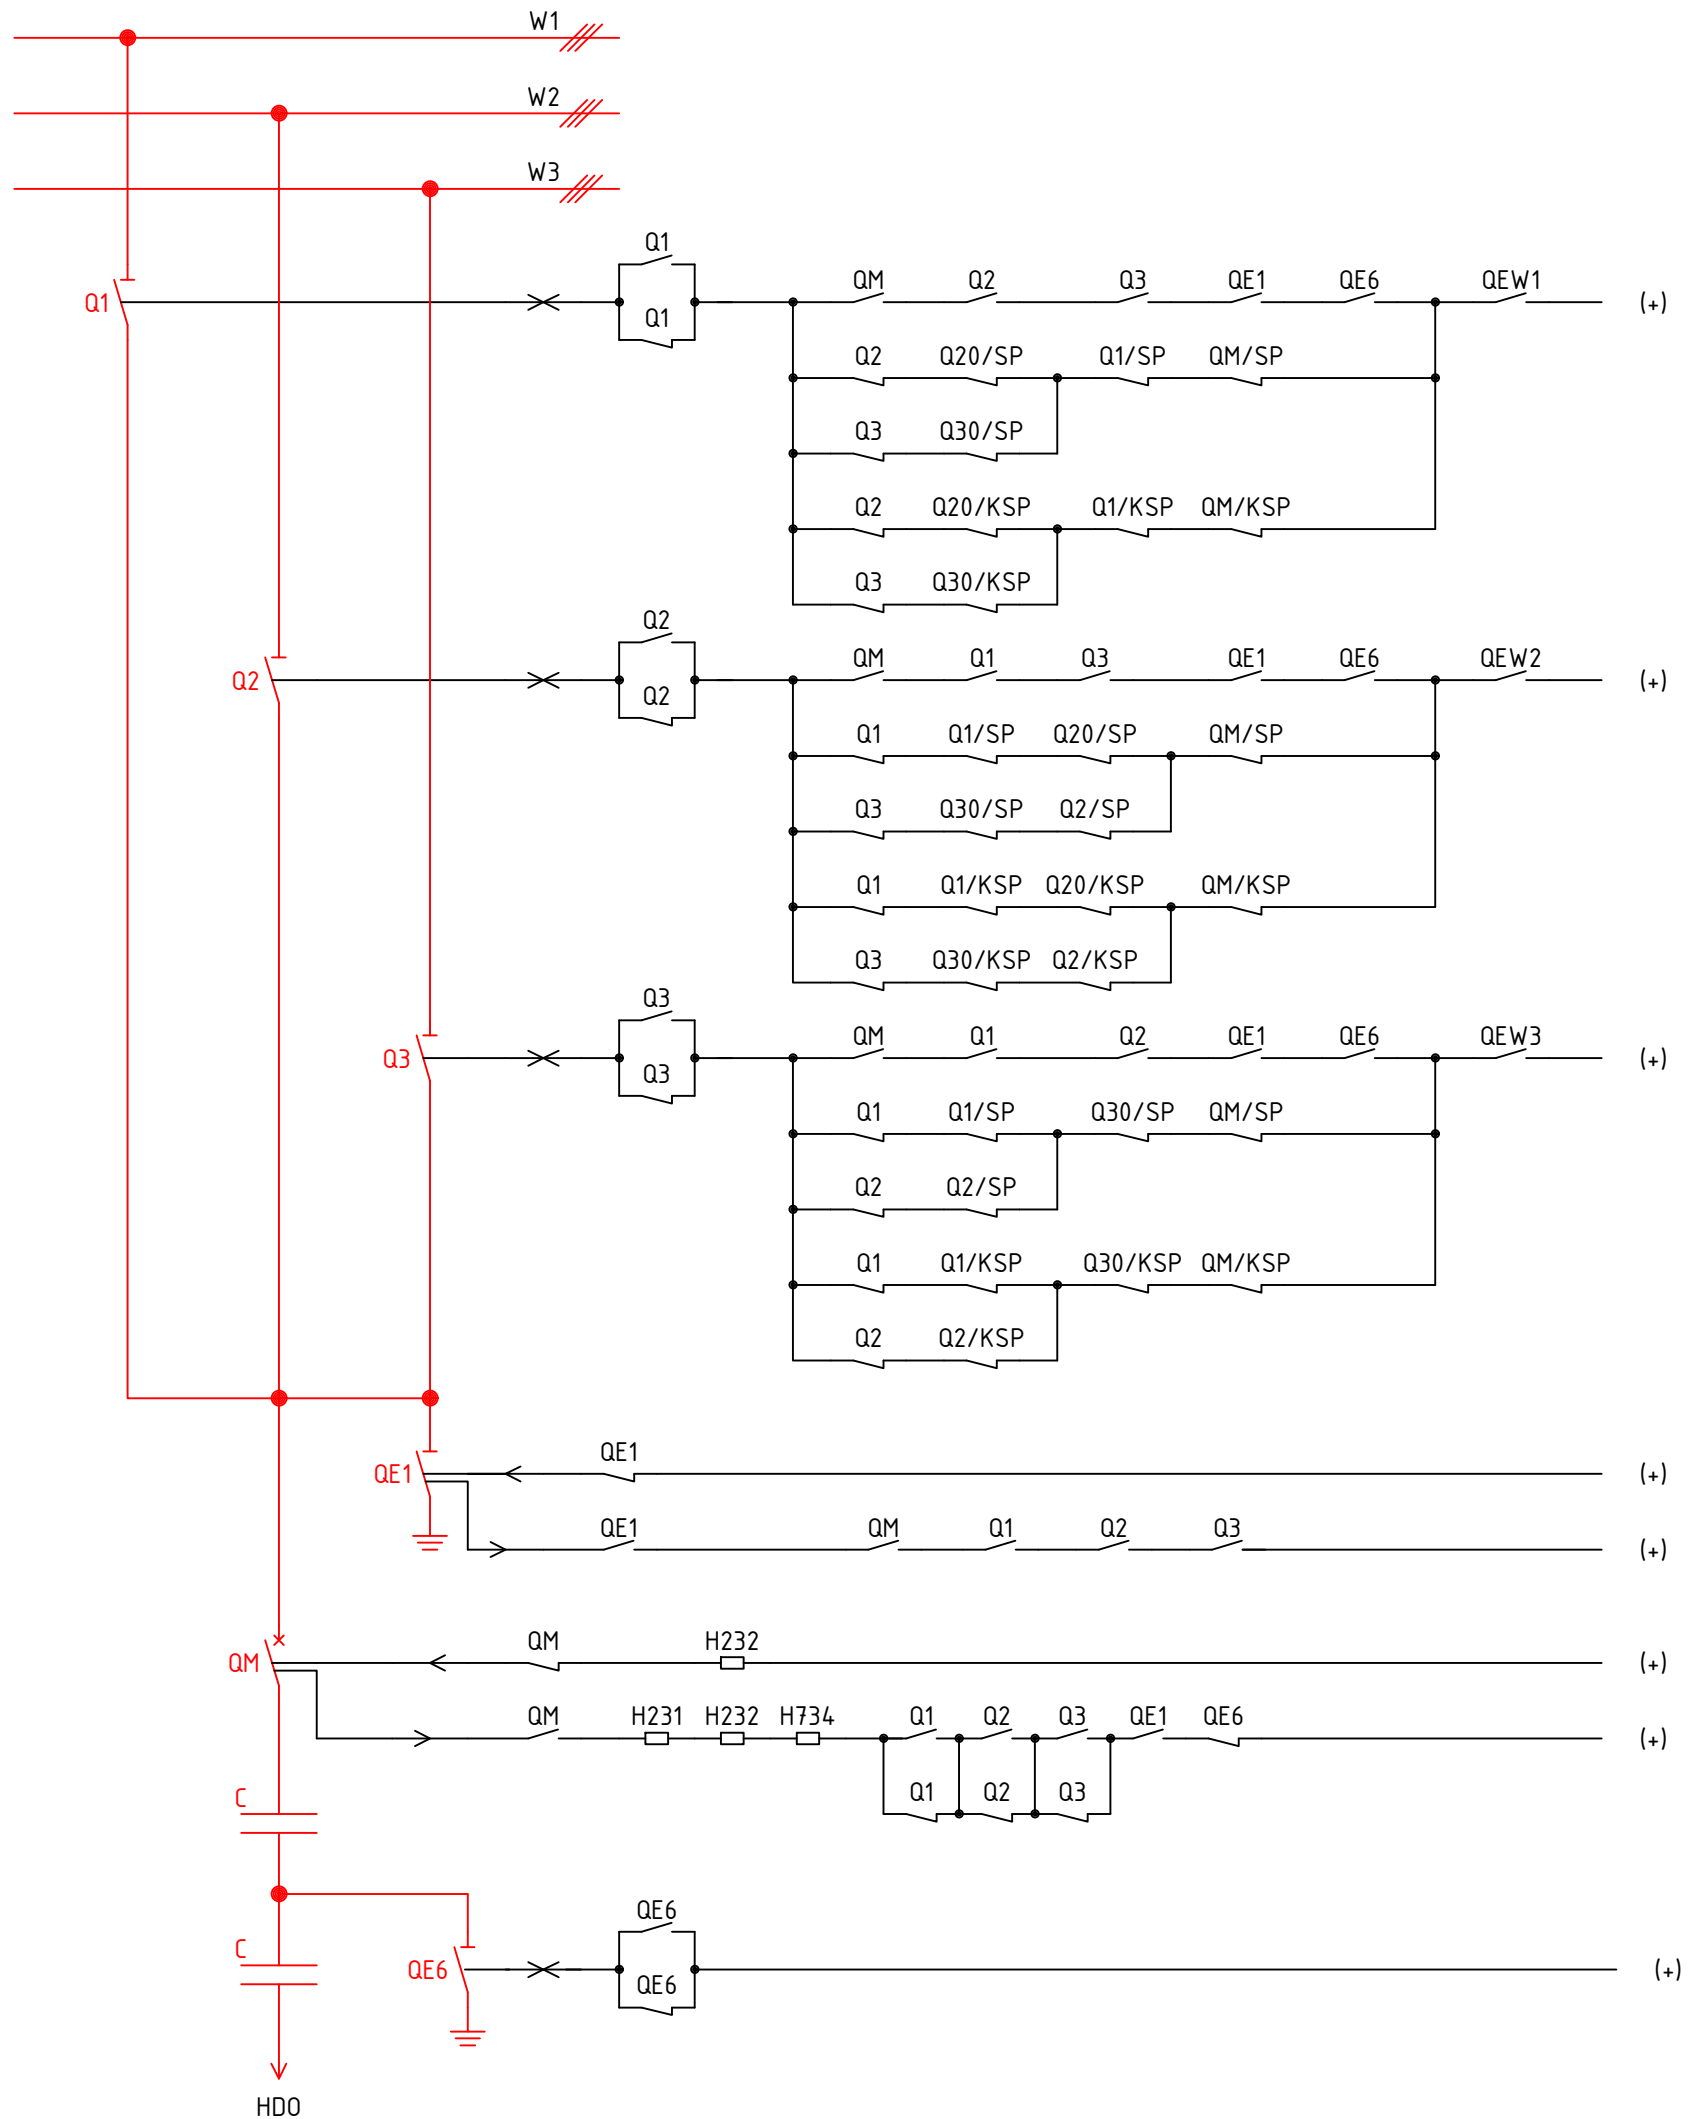 W1
W2
W3
Q1
QM Q2 Q3 QE1 QE6 QEW1
Q1 (+)
Q1
Q2 Q20/SP Q1/SP QM/SP
Q3 Q30/SP
Q2 Q20/KSP Q1/KSP QM/KSP
Q3 Q30/KSP
Q2
QM Q1 Q3 QE1 QE6 QEW2
Q2 (+)
Q2
Q1 Q1/SP Q20/SP QM/SP
Q3 Q30/SP Q2/SP
Q1 Q1/KSP Q20/KSP QM/KSP
Q3 Q30/KSP Q2/KSP
Q3
QM Q1 Q2 QE1 QE6 QEW3
Q3 (+)
Q3
Q1 Q1/SP Q30/SP QM/SP
Q2 Q2/SP
Q1 Q1/KSP Q30/KSP QM/KSP
Q2 Q2/KSP
QE1
QE1 (+)
QE1 QM Q1 Q2 Q3
(+)
QM H232
QM (+)
QM H231 H232 H734 Q1 Q2 Q3 QE1 QE6
(+)
C Q1 Q2 Q3
QE6
C
QE6 (+)
QE6
HDO